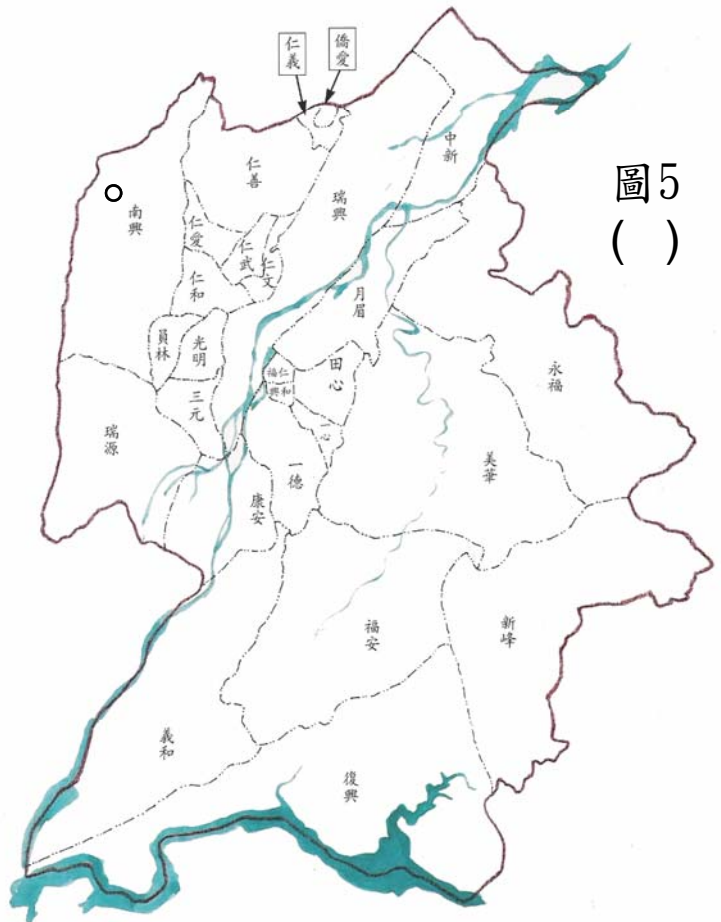 仁義
僑愛
中新
圖5
( )
仁善
瑞興
南興
仁愛
仁武
仁文
仁和
月眉
員林
光明
田心
福仁
興和
永福
三元
瑞源
一心
一德
美華
康安
福安
新峰
義和
復興